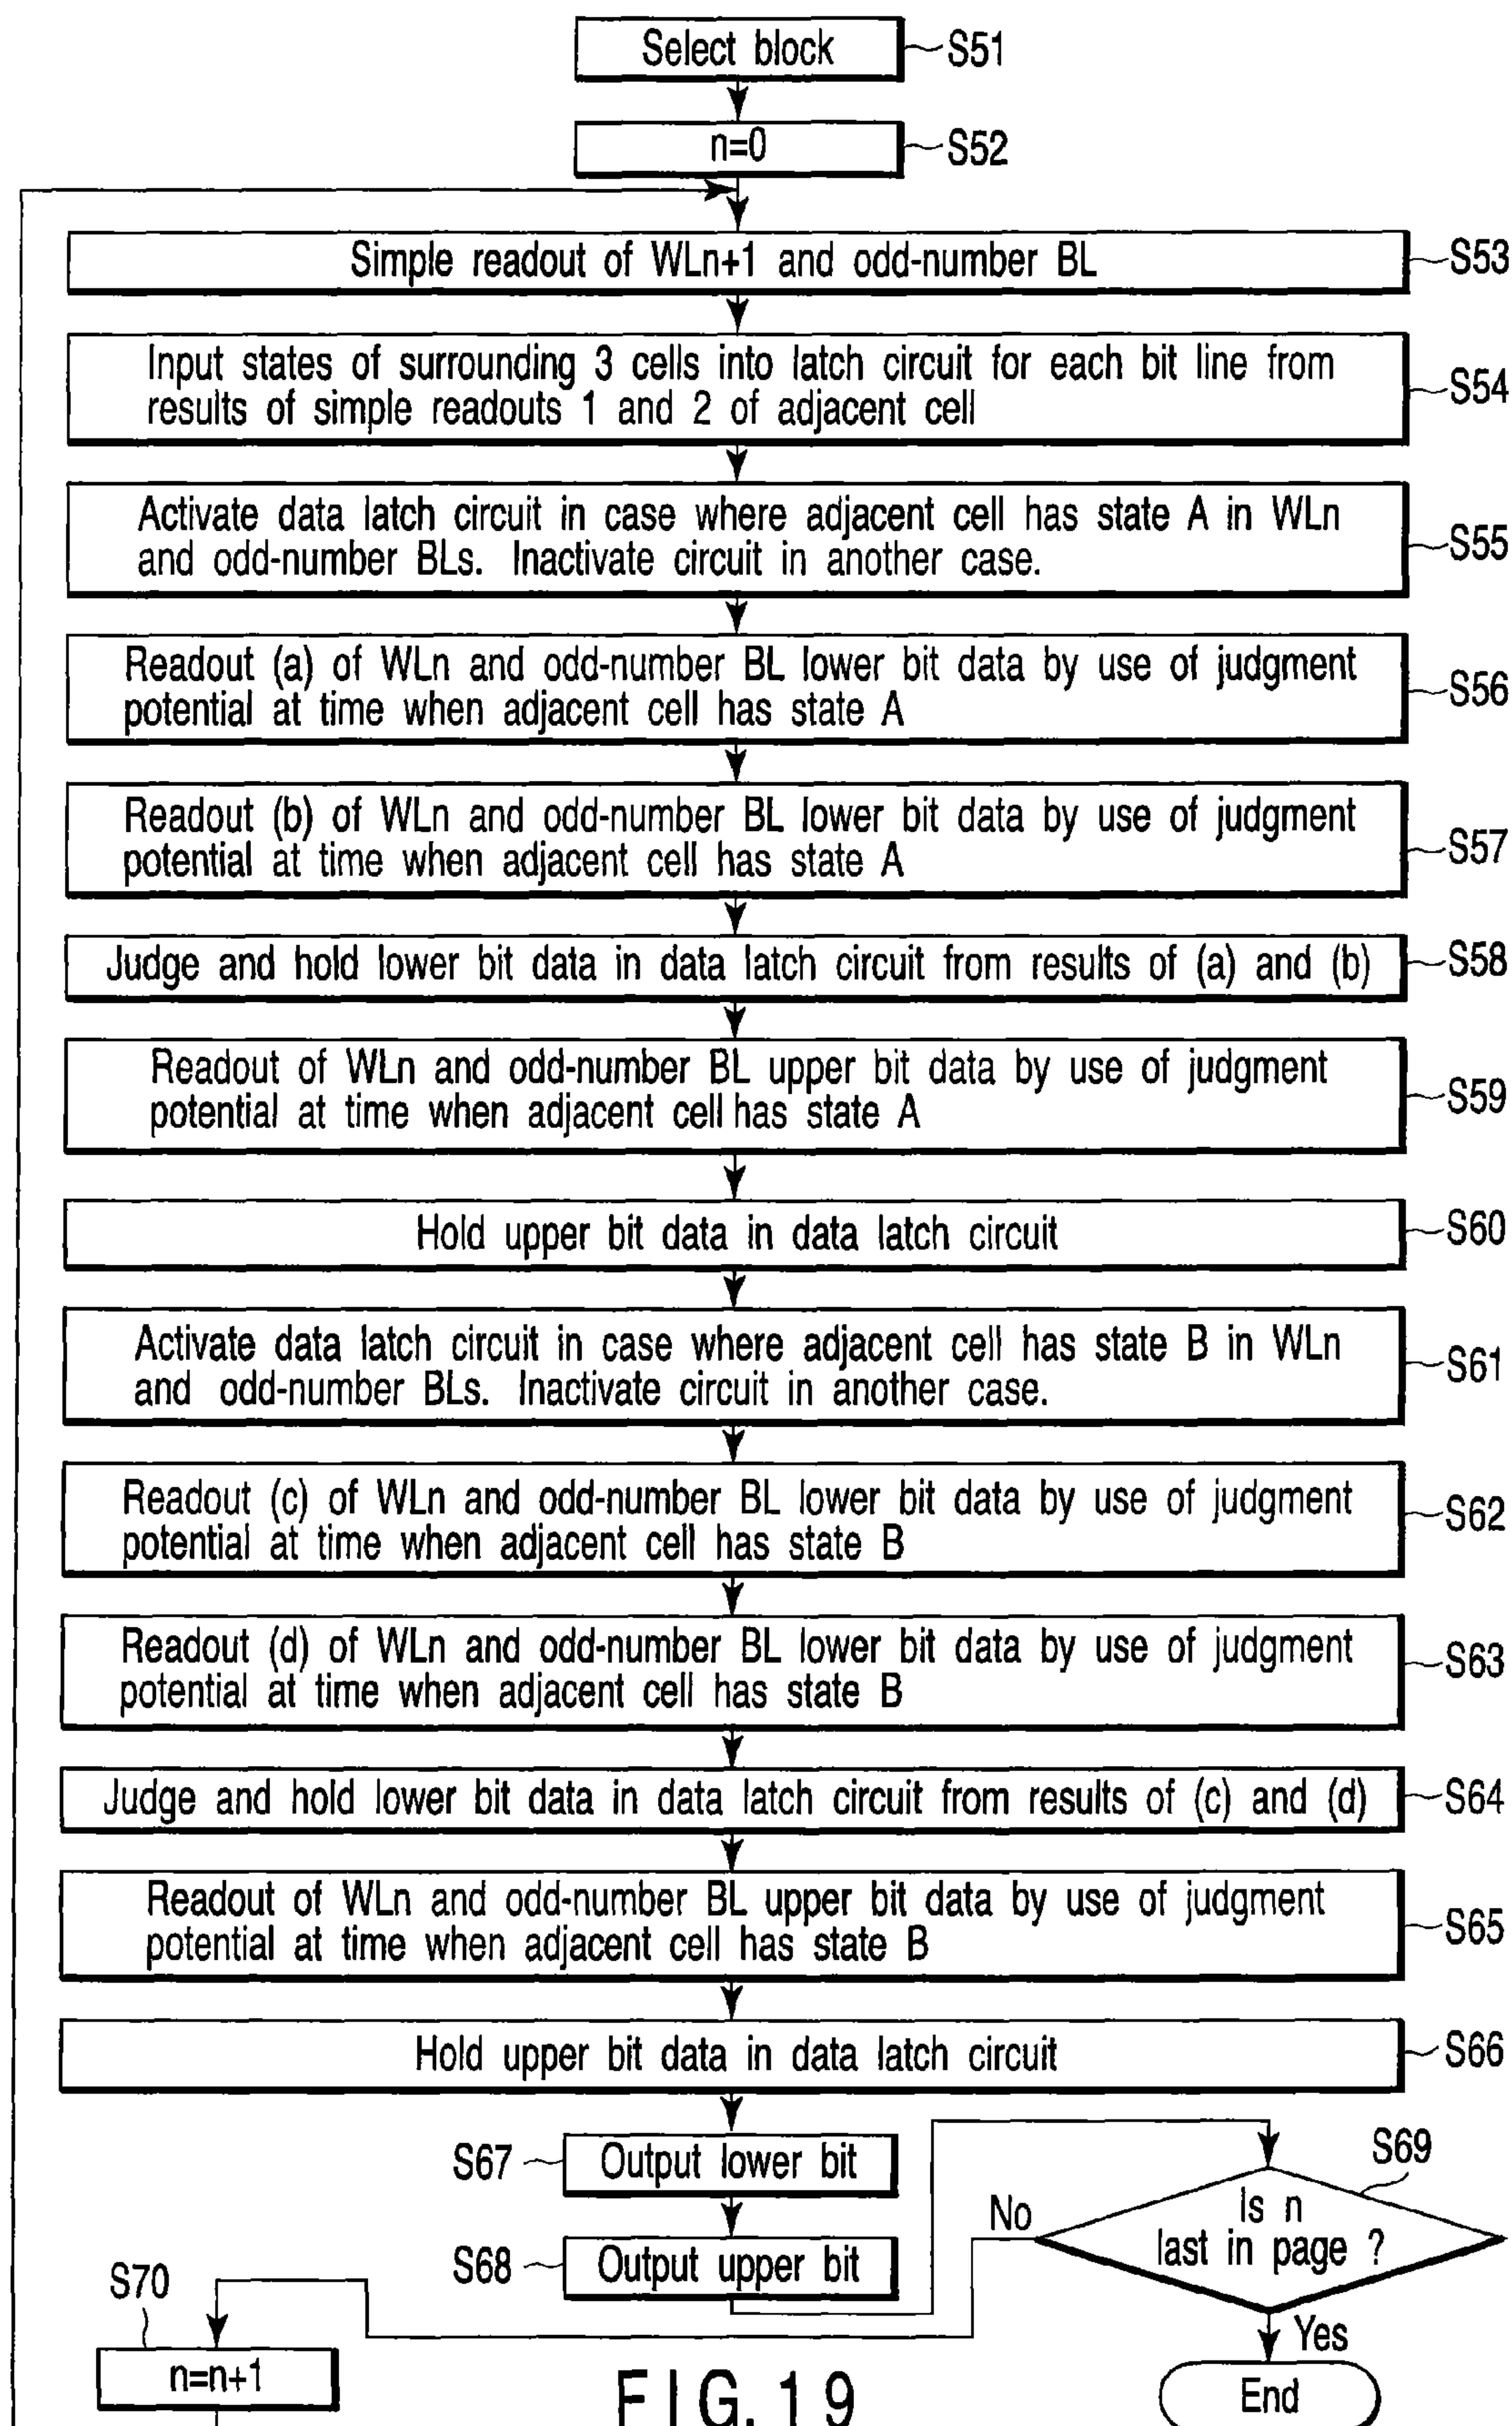 Select block
S51
n=0
S52
Simple readout of WLn+1 and odd-number BL
S53
Input states of surrounding 3 cells into latch circuit for each bit line from
results of simple readouts 1 and 2 of adjacent cell
S54
Activate data latch circuit in case where adjacent cell has state A in WLn
and odd-number BLs. Inactivate circuit in another case.
S55
Readout (a) of WLn and odd-number BL lower bit data by use of judgment
potential at time when adjacent cell has state A
S56
Readout (b) of WLn and odd-number BL lower bit data by use of judgment
potential at time when adjacent cell has state A
S57
Judge and hold lower bit data in data latch circuit from results of (a) and (b)
S58
Readout of WLn and odd-number BL upper bit data by use of judgment
potential at time when adjacent cell has state A
S59
Hold upper bit data in data latch circuit
S60
Activate data latch circuit in case where adjacent cell has state B in WLn
and odd-number BLs. Inactivate circuit in another case.
S61
Readout (c) of WLn and odd-number BL lower bit data by use of judgment
potential at time when adjacent cell has state B
S62
Readout (d) of WLn and odd-number BL lower bit data by use of judgment
potential at time when adjacent cell has state B
S63
Judge and hold lower bit data in data latch circuit from results of (c) and (d)
S64
Readout of WLn and odd-number BL upper bit data by use of judgment
potential at time when adjacent cell has state B
S65
Hold upper bit data in data latch circuit
S66
S67
Output lower bit
S68
Output upper bit
S69
Is n
last in page ?
No
Yes
End
S70
n=n+1
FIG. 19